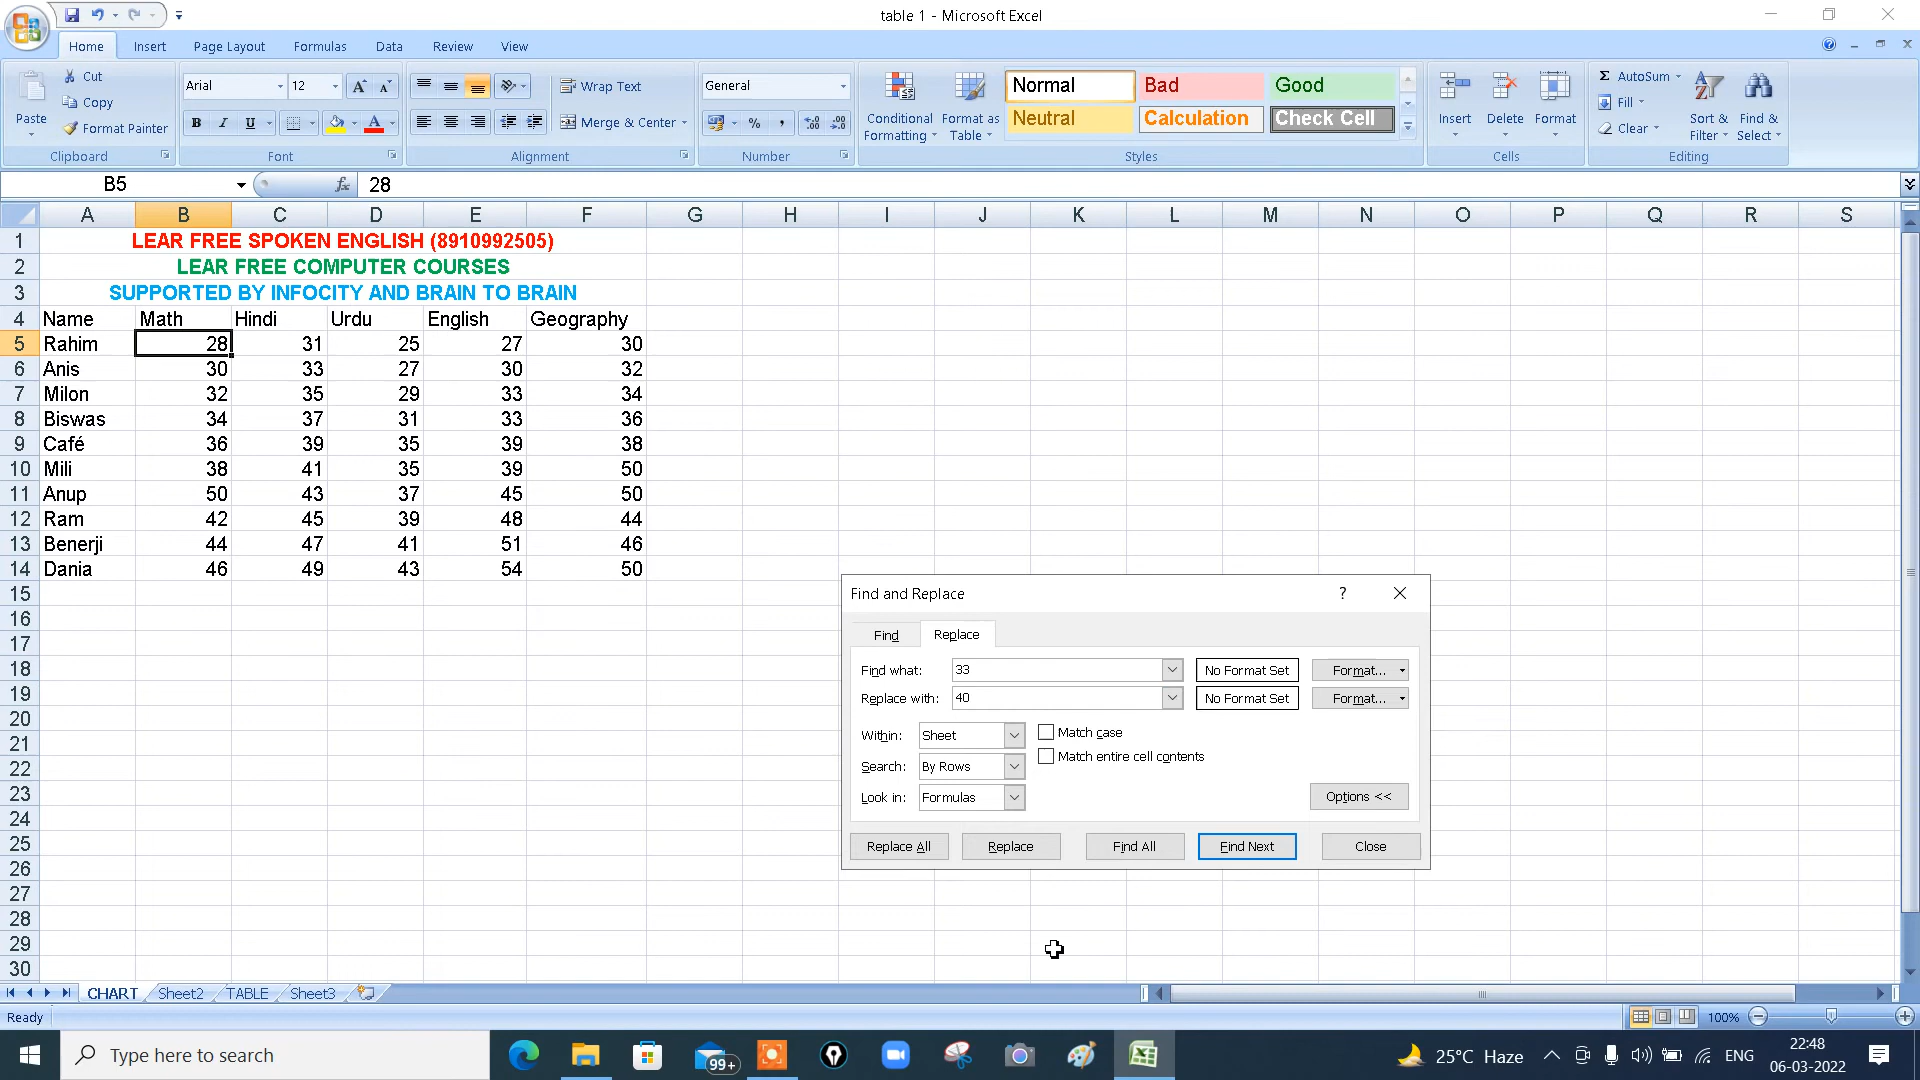 table 1 - Microsoft Excel
Home Insert Page Layout Formulas Data Review View
Paste Cut Copy Format Painter Clipboard
Arial 12 B I U Font
Wrap Text Merge & Center Alignment
General % , Number
Conditional Formatting Format as Table
Normal Bad Good
Neutral Calculation Check Cell
Styles
Insert Delete Format Cells
Σ AutoSum Fill Clear Sort & Filter Find & Select Editing
B5 fx 28
A B C D E F G H I J K L M N O P Q R S
1 LEAR FREE SPOKEN ENGLISH (8910992505)
2 LEAR FREE COMPUTER COURSES
3 SUPPORTED BY INFOCITY AND BRAIN TO BRAIN
4 Name Math Hindi Urdu English Geography
5 Rahim 28 31 25 27 30
6 Anis 30 33 27 30 32
7 Milon 32 35 29 33 34
8 Biswas 34 37 31 33 36
9 Café 36 39 35 39 38
10 Mili 38 41 35 39 50
11 Anup 50 43 37 45 50
12 Ram 42 45 39 48 44
13 Benerji 44 47 41 51 46
14 Dania 46 49 43 54 50
15
16
17
18
19
20
21
22
23
24
25
26
27
28
29
30
Find and Replace ?
Find Replace
Find what: 33 No Format Set Format...
Replace with: 40 No Format Set Format...
Within: Sheet Match case
Search: By Rows Match entire cell contents
Look in: Formulas Options <<
Replace All Replace Find All Find Next Close
CHART Sheet2 TABLE Sheet3
Ready 100%
Type here to search 99+ 25°C Haze ENG 22:48
06-03-2022